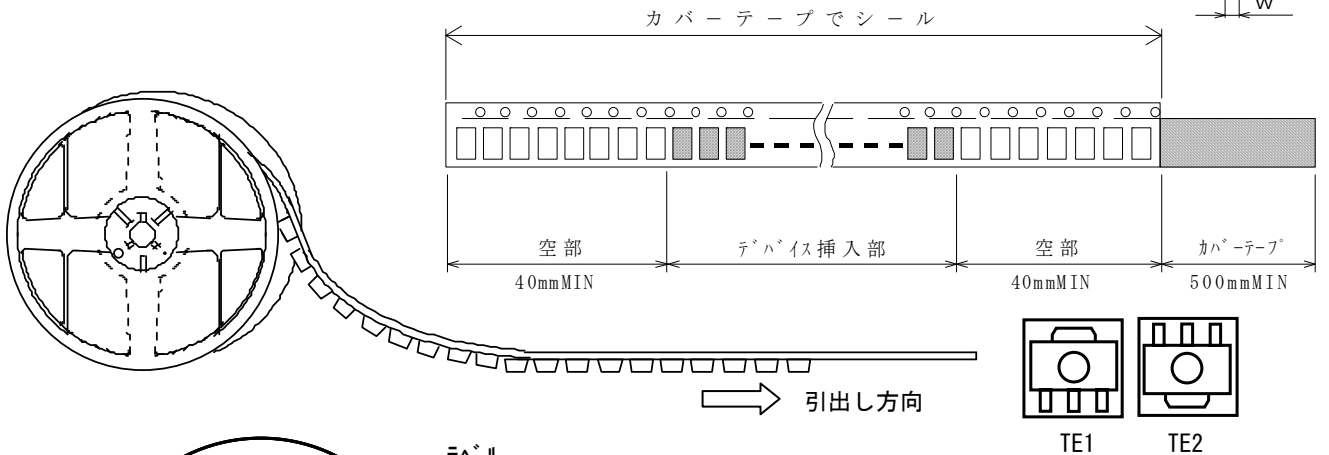 カバーテープでシール
W
空部
デバイス挿入部
空部
カバーテープ
40mmMIN
40mmMIN
500mmMIN
引出し方向
TE1
TE2